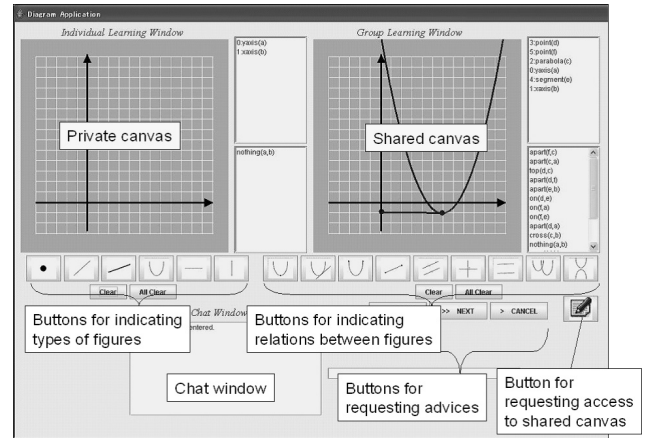 Diagram Application
Individual Learning Window
Group Learning Window
0:yaxis(a)
1:xaxis(b)
3:point(d)
5:point(f)
2:parabola(c)
0:yaxis(a)
4:segment(e)
1:xaxis(b)
Private canvas
Shared canvas
nothing(a,b)
apart(f,c)
apart(c,a)
top(d,c)
apart(d,f)
apart(e,b)
on(d,e)
on(f,a)
on(f,e)
apart(d,a)
cross(c,b)
nothing(a,b)
Clear
All Clear
Clear
All Clear
Buttons for indicating
types of figures
Chat Window
entered.
Buttons for indicating
relations between figures
>> NEXT
> CANCEL
Chat window
Buttons for
requesting advices
Button for
requesting access
to shared canvas